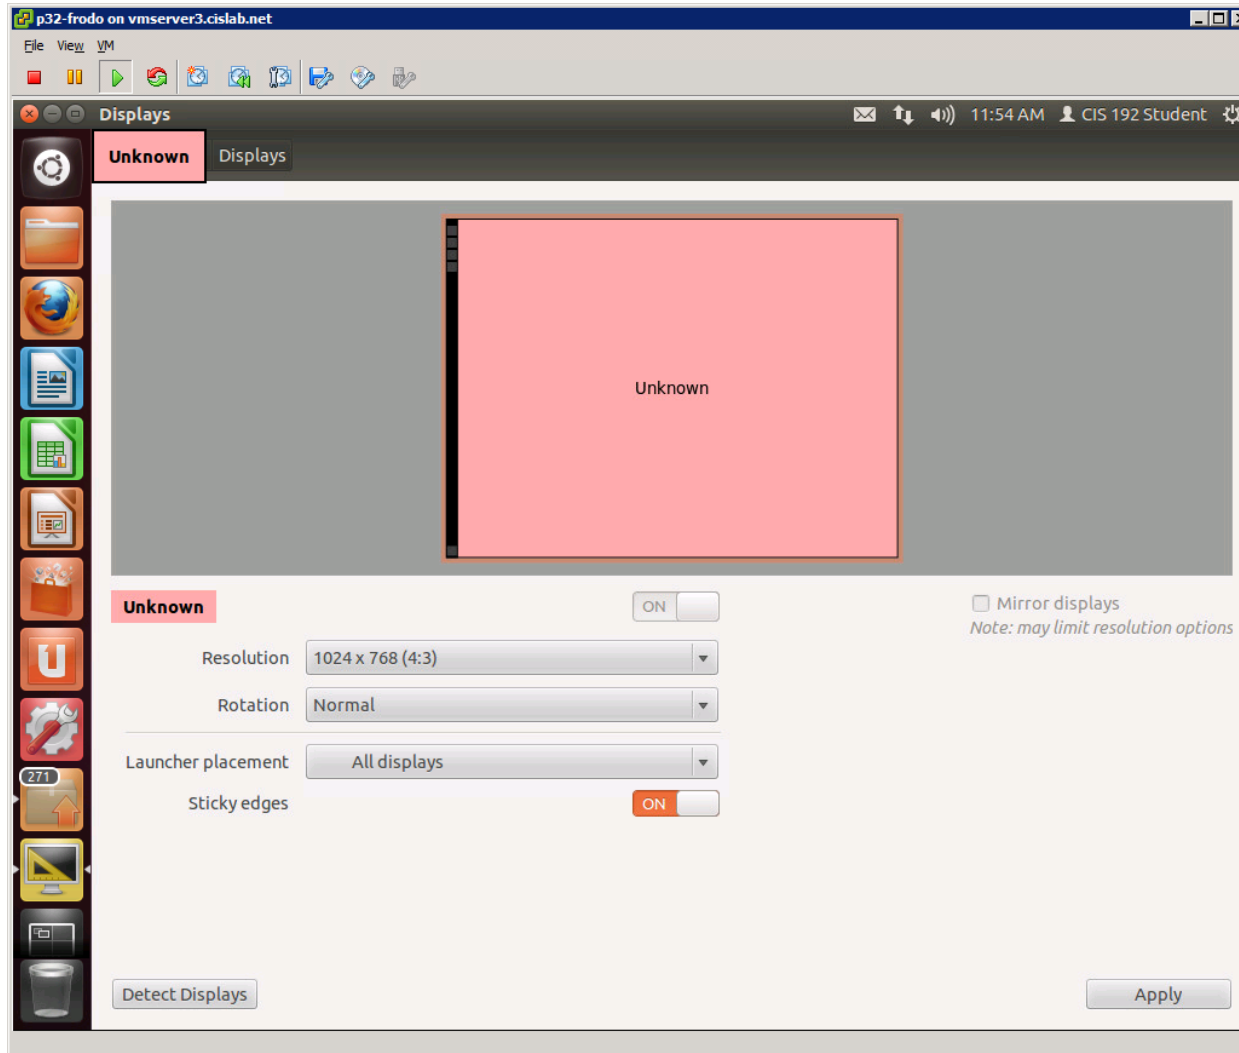 p32-frodo on vmserver3.cislab.net
File View VM
Displays 11:54 AM CIS 192 Student
Unknown Displays
Unknown
Unknown ON Mirror displays
Note: may limit resolution options
Resolution 1024 x 768 (4:3)
Rotation Normal
Launcher placement All displays
271
Sticky edges ON
Detect Displays Apply